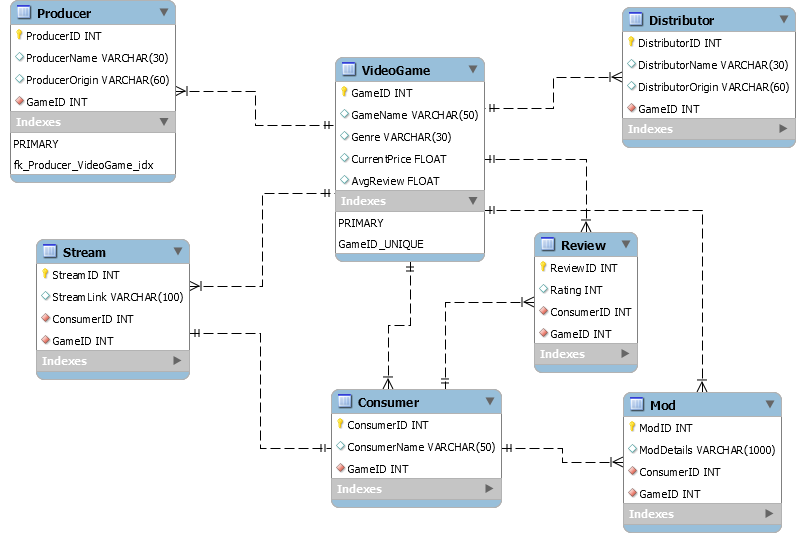 Producer
ProducerID INT
ProducerName VARCHAR(30)
ProducerOrigin VARCHAR(60)
GameID INT
Indexes
PRIMARY
fk_Producer_VideoGame_idx
VideoGame
GameID INT
GameName VARCHAR(50)
Genre VARCHAR(30)
CurrentPrice FLOAT
AvgReview FLOAT
Indexes
PRIMARY
GameID_UNIQUE
Distributor
DistributorID INT
DistributorName VARCHAR(30)
DistributorOrigin VARCHAR(60)
GameID INT
Indexes
Stream
StreamID INT
StreamLink VARCHAR(100)
ConsumerID INT
GameID INT
Indexes
Review
ReviewID INT
Rating INT
ConsumerID INT
GameID INT
Indexes
Consumer
ConsumerID INT
ConsumerName VARCHAR(50)
GameID INT
Indexes
Mod
ModID INT
ModDetails VARCHAR(1000)
ConsumerID INT
GameID INT
Indexes